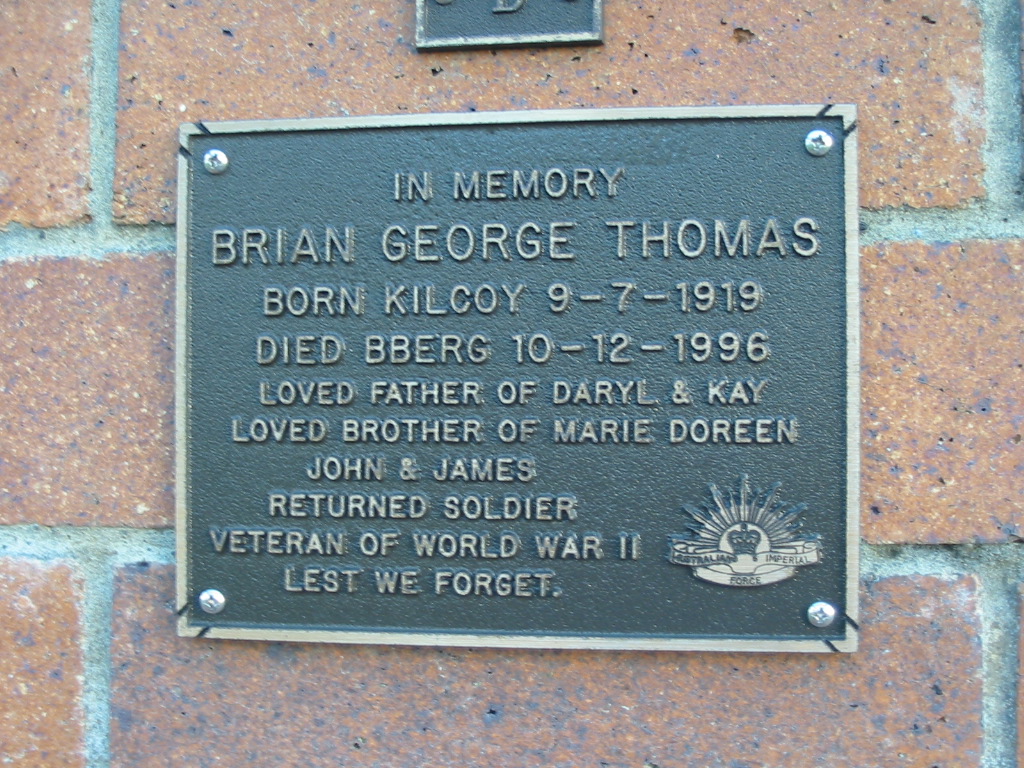 D
IN MEMORY
BRIAN GEORGE THOMAS
BORN KILCOY 9-7-1919
DIED BBERG 10-12-1996
LOVED FATHER OF DARYL & KAY
LOVED BROTHER OF MARIE DOREEN
JOHN & JAMES
RETURNED SOLDIER
VETERAN OF WORLD WAR II
LEST WE FORGET.
AUSTRALIAN IMPERIAL
FORCE